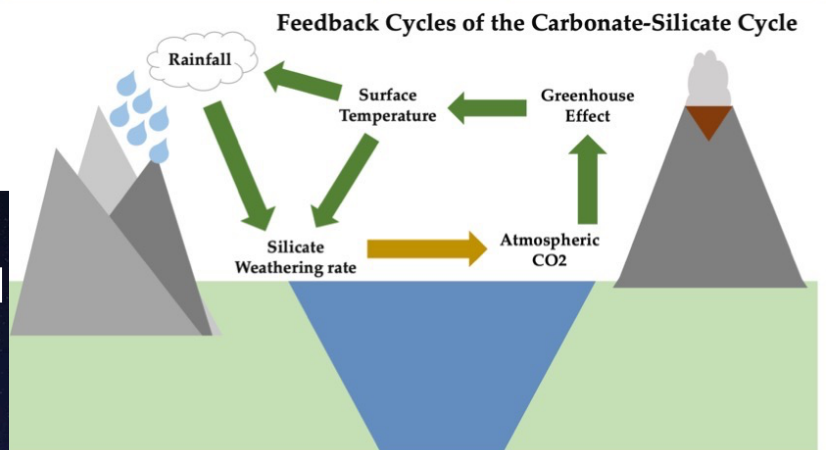 Feedback Cycles of the Carbonate-Silicate Cycle
Rainfall
Surface
Temperature
Greenhouse
Effect
Silicate
Weathering rate
Atmospheric
CO2